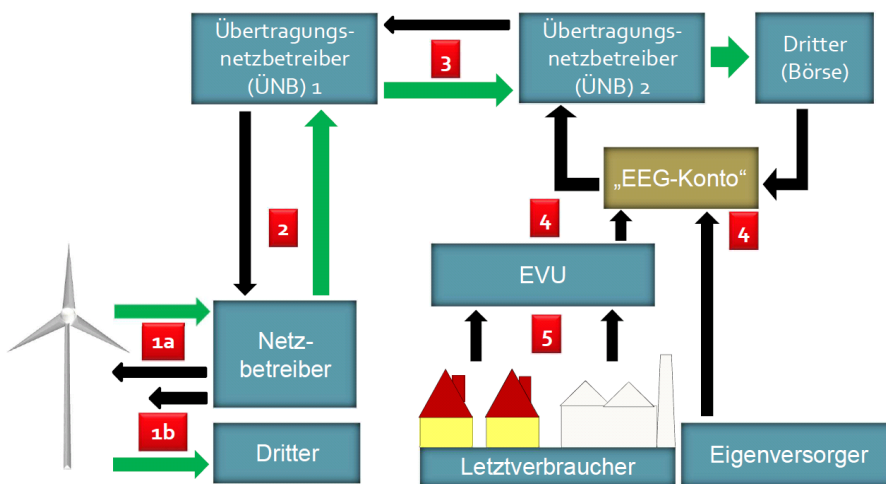 Übertragungs-
netzbetreiber
(ÜNB) 1
3
Übertragungs-
netzbetreiber
(ÜNB) 2
Dritter
(Börse)
„EEG-Konto“
2
4
4
EVU
1a
Netz-
betreiber
5
1b
Dritter
Letztverbraucher
Eigenversorger